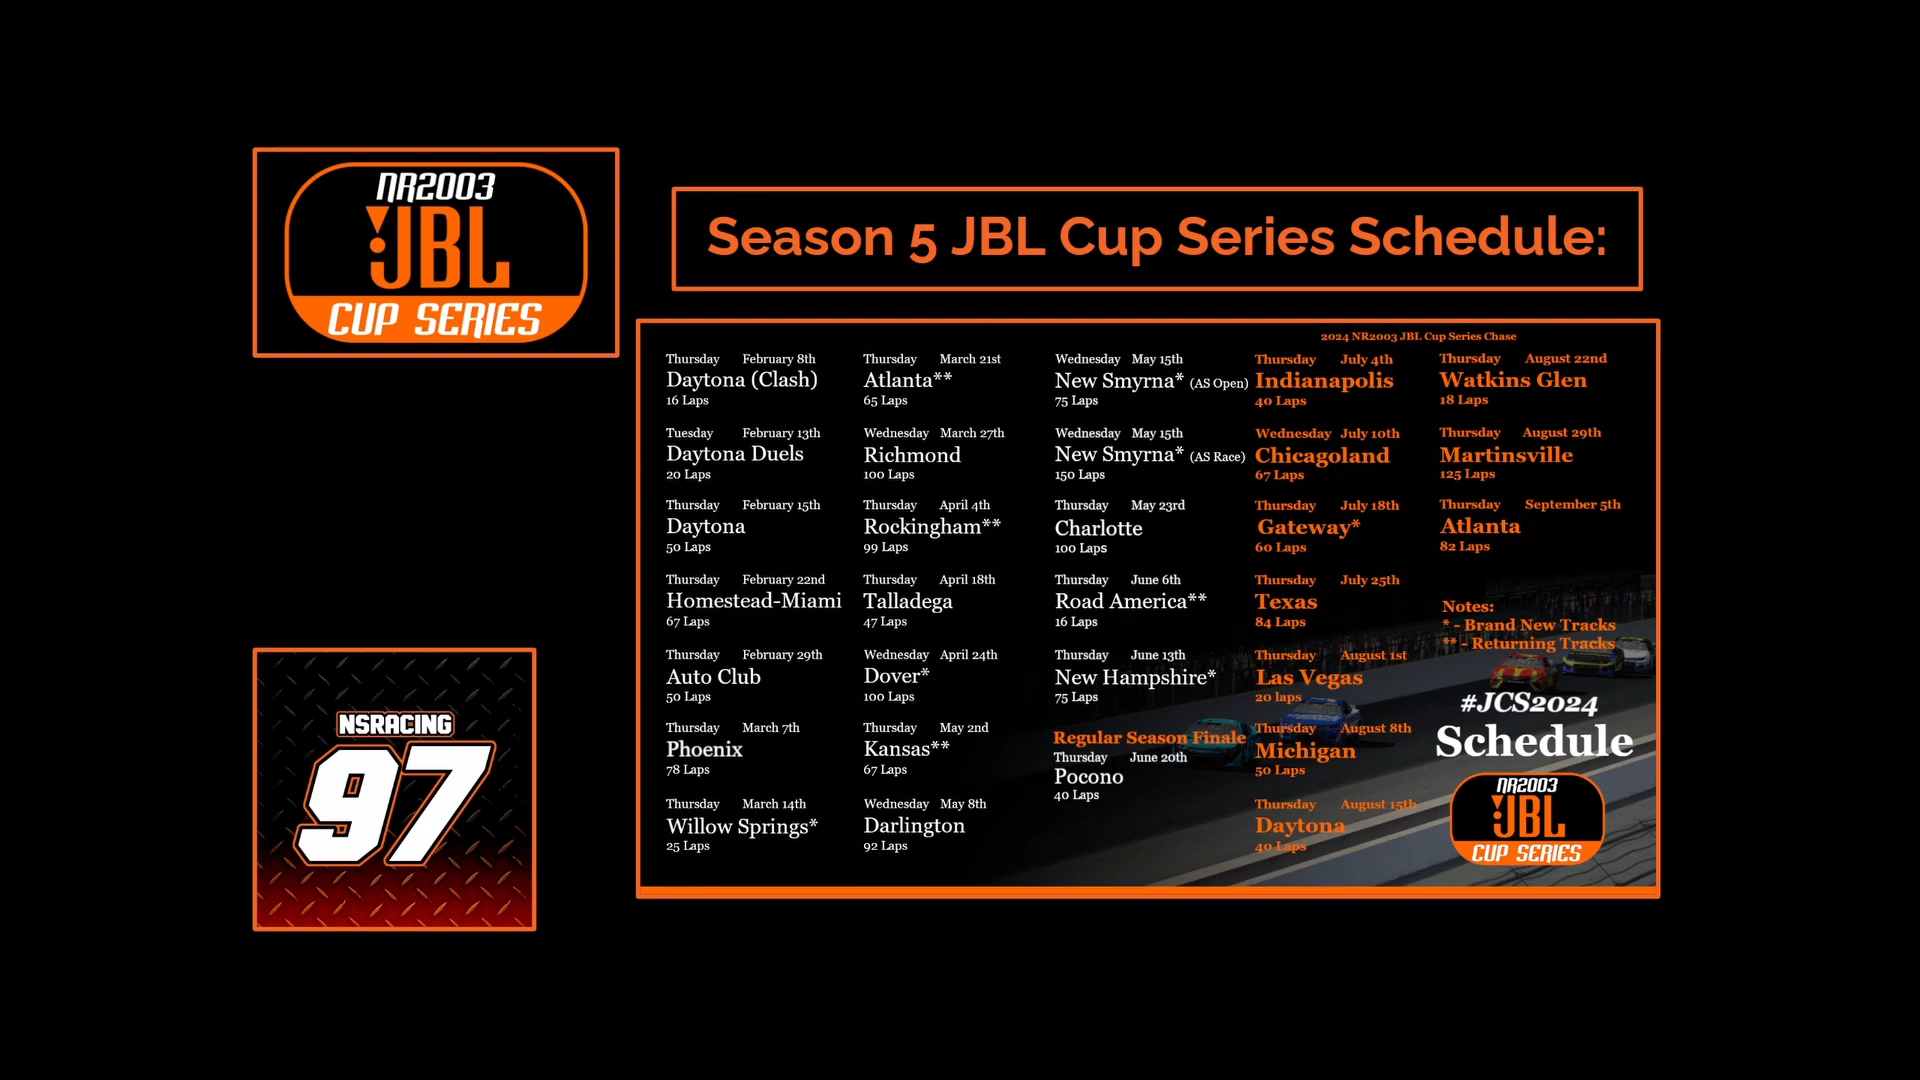 NR2003
JBL
CUP SERIES
Season 5 JBL Cup Series Schedule:
NSRACING
97
Thursday February 8th
Daytona (Clash)
16 Laps
Tuesday February 13th
Daytona Duels
20 Laps
Thursday February 15th
Daytona
50 Laps
Thursday February 22nd
Homestead-Miami
67 Laps
Thursday February 29th
Auto Club
50 Laps
Thursday March 7th
Phoenix
78 Laps
Thursday March 14th
Willow Springs*
25 Laps
Thursday March 21st
Atlanta**
65 Laps
Wednesday March 27th
Richmond
100 Laps
Thursday April 4th
Rockingham**
99 Laps
Thursday April 18th
Talladega
47 Laps
Wednesday April 24th
Dover*
100 Laps
Thursday May 2nd
Kansas**
67 Laps
Wednesday May 8th
Darlington
92 Laps
Wednesday May 15th
New Smyrna* (AS Open)
75 Laps
Wednesday May 15th
New Smyrna* (AS Race)
150 Laps
Thursday May 23rd
Charlotte
100 Laps
Thursday June 6th
Road America**
16 Laps
Thursday June 13th
New Hampshire*
75 Laps
Regular Season Finale
Thursday June 20th
Pocono
40 Laps
2024 NR2003 JBL Cup Series Chase
Thursday July 4th
Indianapolis
40 Laps
Wednesday July 10th
Chicagoland
67 Laps
Thursday July 18th
Gateway*
60 Laps
Thursday July 25th
Texas
84 Laps
Thursday August 1st
Las Vegas
20 laps
Thursday August 8th
Michigan
50 Laps
Thursday August 15th
Daytona
40 Laps
Thursday August 22nd
Watkins Glen
18 Laps
Thursday August 29th
Martinsville
125 Laps
Thursday September 5th
Atlanta
82 Laps
Notes:
* - Brand New Tracks
** - Returning Tracks
#JCS2024
Schedule
NR2003
JBL
CUP SERIES